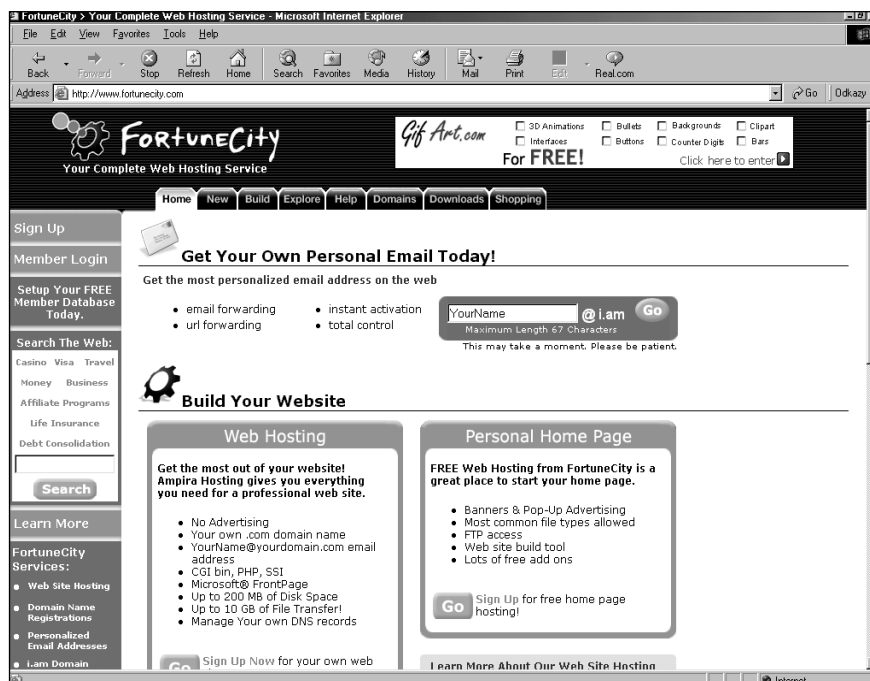 FortuneCity > Your Complete Web Hosting Service - Microsoft Internet Explorer
File Edit View Favorites Tools Help
Back Forward Stop Refresh Home Search Favorites Media History Mail Print Edit Real.com
Address http://www.fortunecity.com Go Odkazy
FortuneCity
Your Complete Web Hosting Service
Gif Art.com
3D Animations Bullets Backgrounds Clipart
Interfaces Buttons Counter Digits Bars
For FREE! Click here to enter
Home New Build Explore Help Domains Downloads Shopping
Sign Up
Member Login
Setup Your FREE
Member Database
Today.
Search The Web:
Casino Visa Travel
Money Business
Affiliate Programs
Life Insurance
Debt Consolidation
Search
Learn More
FortuneCity
Services:
Web Site Hosting
Domain Name
Registrations
Personalized
Email Addresses
i.am Domain
Get Your Own Personal Email Today!
Get the most personalized email address on the web
• email forwarding
• url forwarding
• instant activation
• total control
YourName @ i.am Go
Maximum Length 67 Characters
This may take a moment. Please be patient.
Build Your Website
Web Hosting
Get the most out of your website!
Ampira Hosting gives you everything
you need for a professional web site.
• No Advertising
• Your own .com domain name
• YourName@yourdomain.com email
address
• CGI bin, PHP, SSI
• Microsoft® FrontPage
• Up to 200 MB of Disk Space
• Up to 10 GB of File Transfer!
• Manage Your own DNS records
Go Sign Up Now for your own web
Personal Home Page
FREE Web Hosting from FortuneCity is a
great place to start your home page.
• Banners & Pop-Up Advertising
• Most common file types allowed
• FTP access
• Web site build tool
• Lots of free add ons
Go Sign Up for free home page
hosting!
Learn More About Our Web Site Hosting
Internet